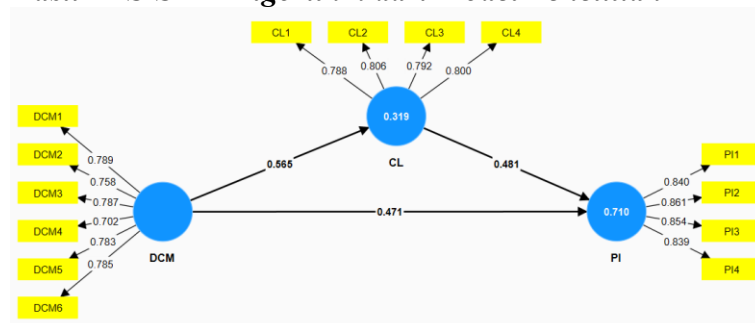 CL1
CL2
CL3
CL4
0.788
0.806
0.792
0.800
0.319
CL
DCM1
DCM2
DCM3
DCM4
DCM5
DCM6
0.789
0.758
0.787
0.702
0.783
0.785
DCM
0.565
0.481
0.471
0.710
PI
0.840
0.861
0.854
0.839
PI1
PI2
PI3
PI4